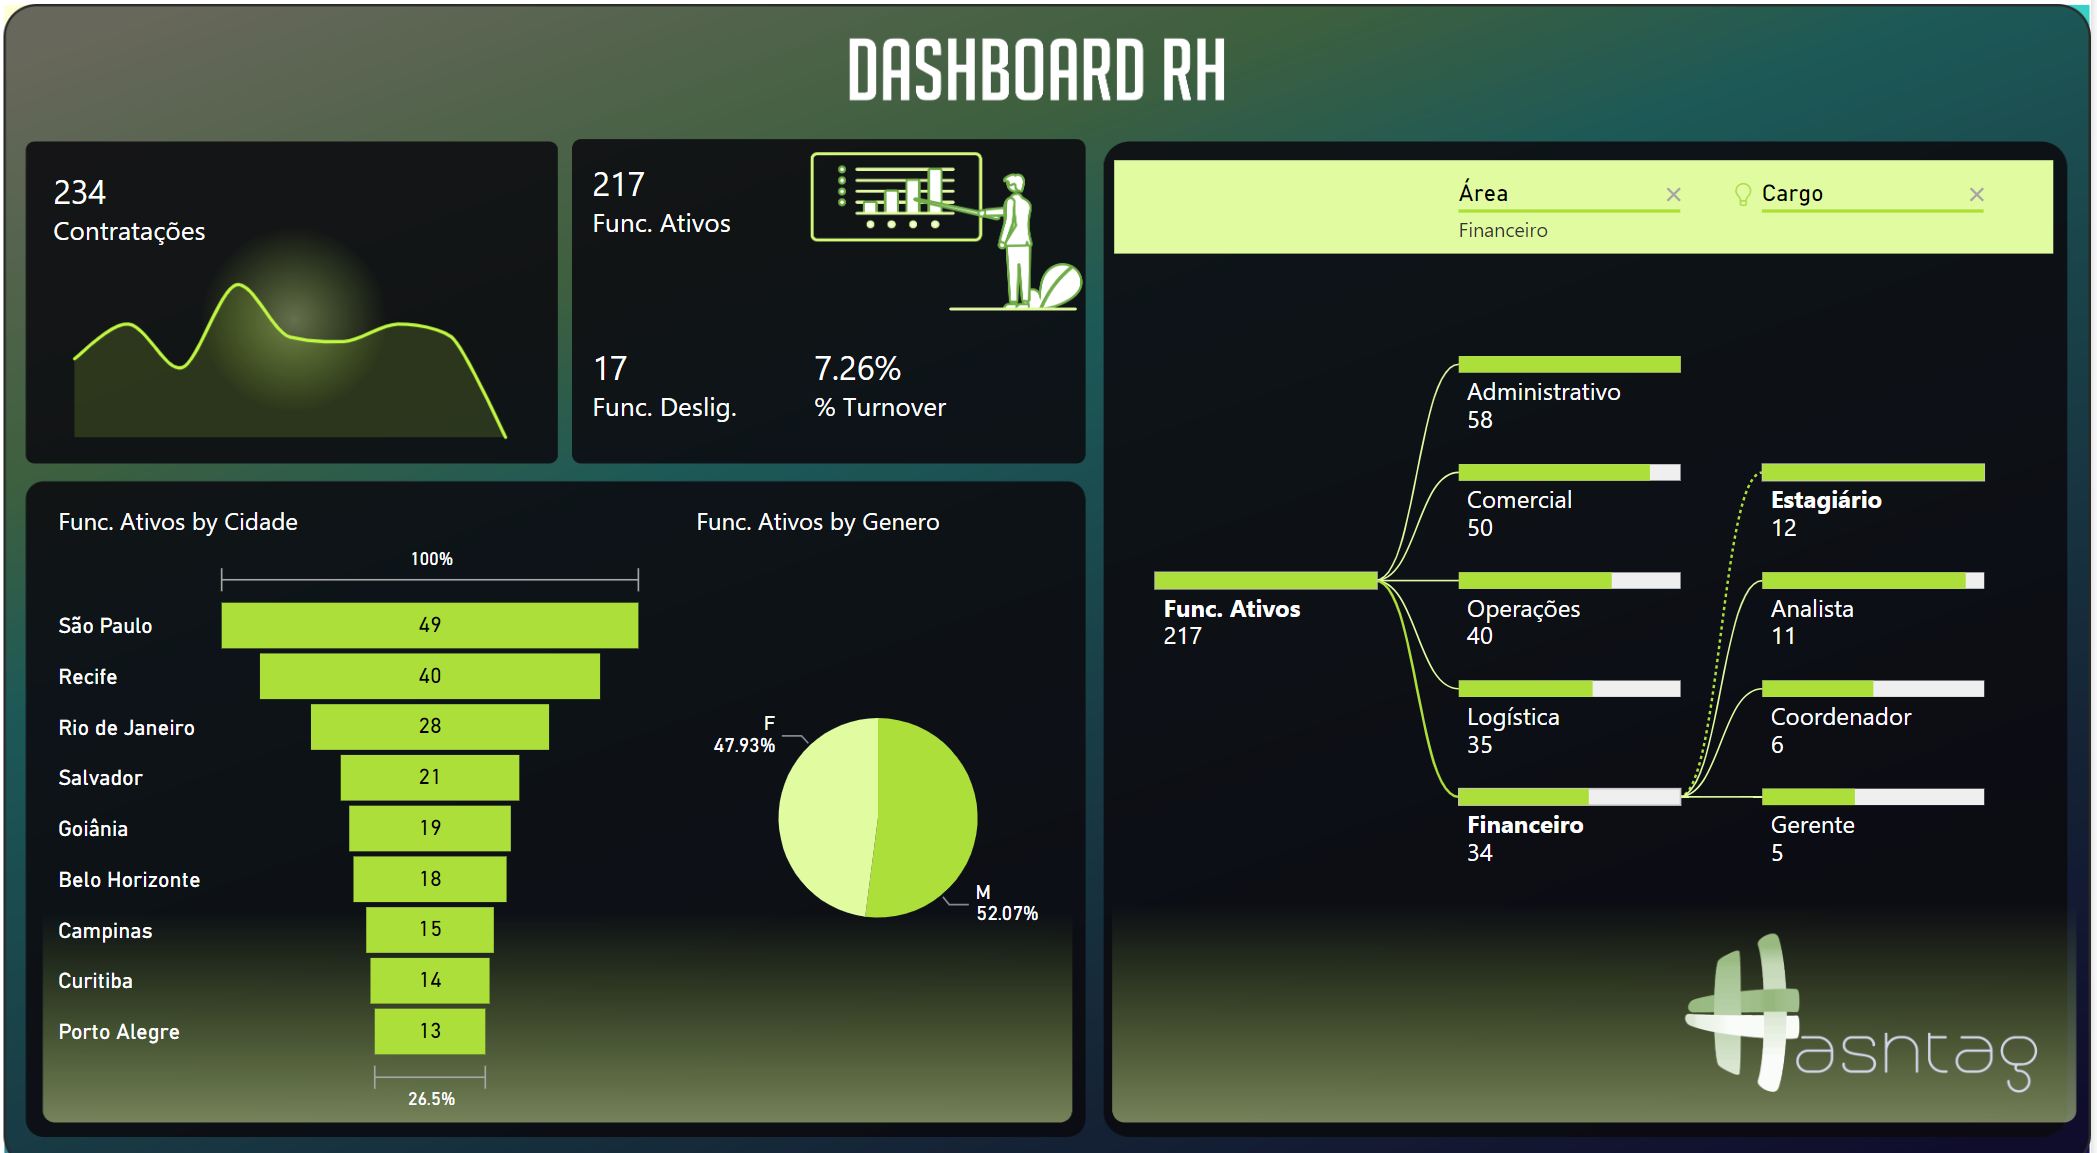 DASHBOARD RH
234
Contratações
217
Func. Ativos
17
Func. Deslig.
7.26%
% Turnover
Func. Ativos by Cidade
100%
São Paulo 49
Recife 40
Rio de Janeiro 28
Salvador 21
Goiânia 19
Belo Horizonte 18
Campinas 15
Curitiba 14
Porto Alegre 13
26.5%
Func. Ativos by Genero
F
47.93%
M
52.07%
Área
Financeiro
Cargo
Func. Ativos
217
Administrativo
58
Comercial
50
Operações
40
Logística
35
Financeiro
34
Estagiário
12
Analista
11
Coordenador
6
Gerente
5
Hashtag